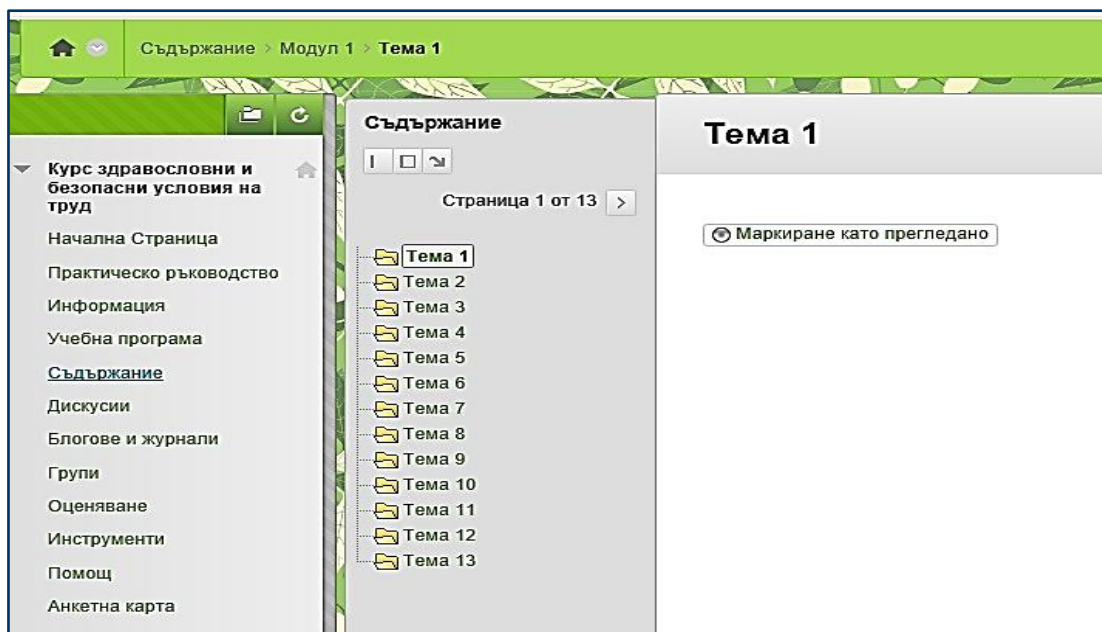 Съдържание > Модул 1 > Тема 1
Курс здравословни и
безопасни условия на
труд
Начална Страница
Практическо ръководство
Информация
Учебна програма
Съдържание
Дискусии
Блогове и журнали
Групи
Оценяване
Инструменти
Помощ
Анкетна карта
Съдържание
Страница 1 от 13 >
Тема 1
Тема 2
Тема 3
Тема 4
Тема 5
Тема 6
Тема 7
Тема 8
Тема 9
Тема 10
Тема 11
Тема 12
Тема 13
Тема 1
Маркиране като прегледано